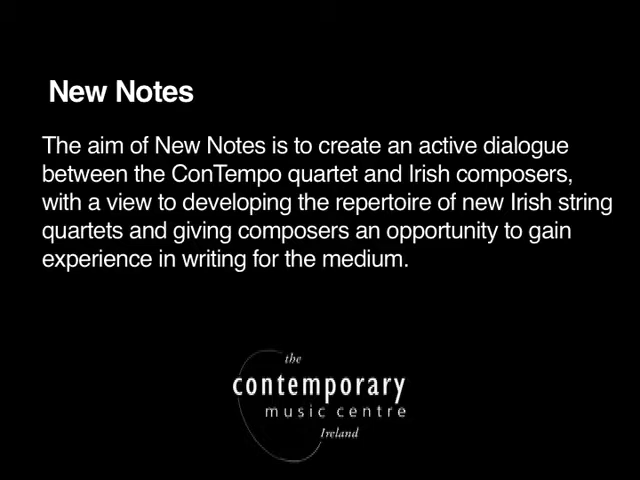 New Notes
The aim of New Notes is to create an active dialogue
between the ConTempo quartet and Irish composers,
with a view to developing the repertoire of new Irish string
quartets and giving composers an opportunity to gain
experience in writing for the medium.
the
contemporary
music centre
Ireland